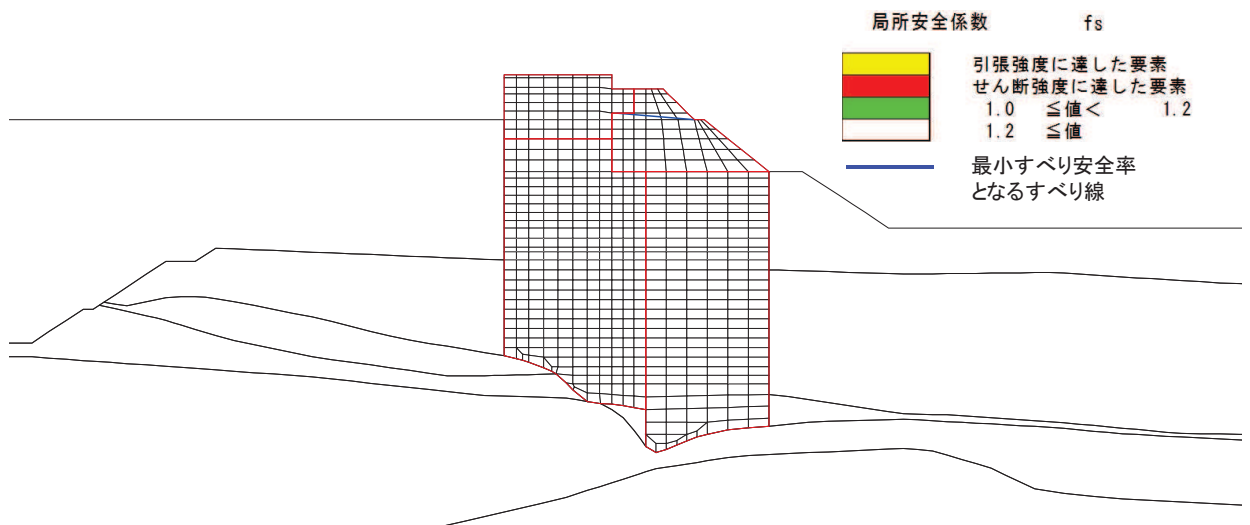 局所安全係数 fs
引張強度に達した要素
せん断強度に達した要素
1.0 ≦値< 1.2
1.2 ≦値
最小すべり安全率
となるすべり線